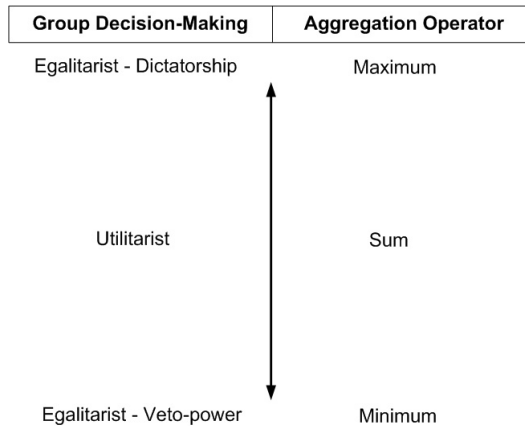 Group Decision-Making Aggregation Operator
Egalitarist - Dictatorship Maximum
Utilitarist Sum
Egalitarist - Veto-power Minimum